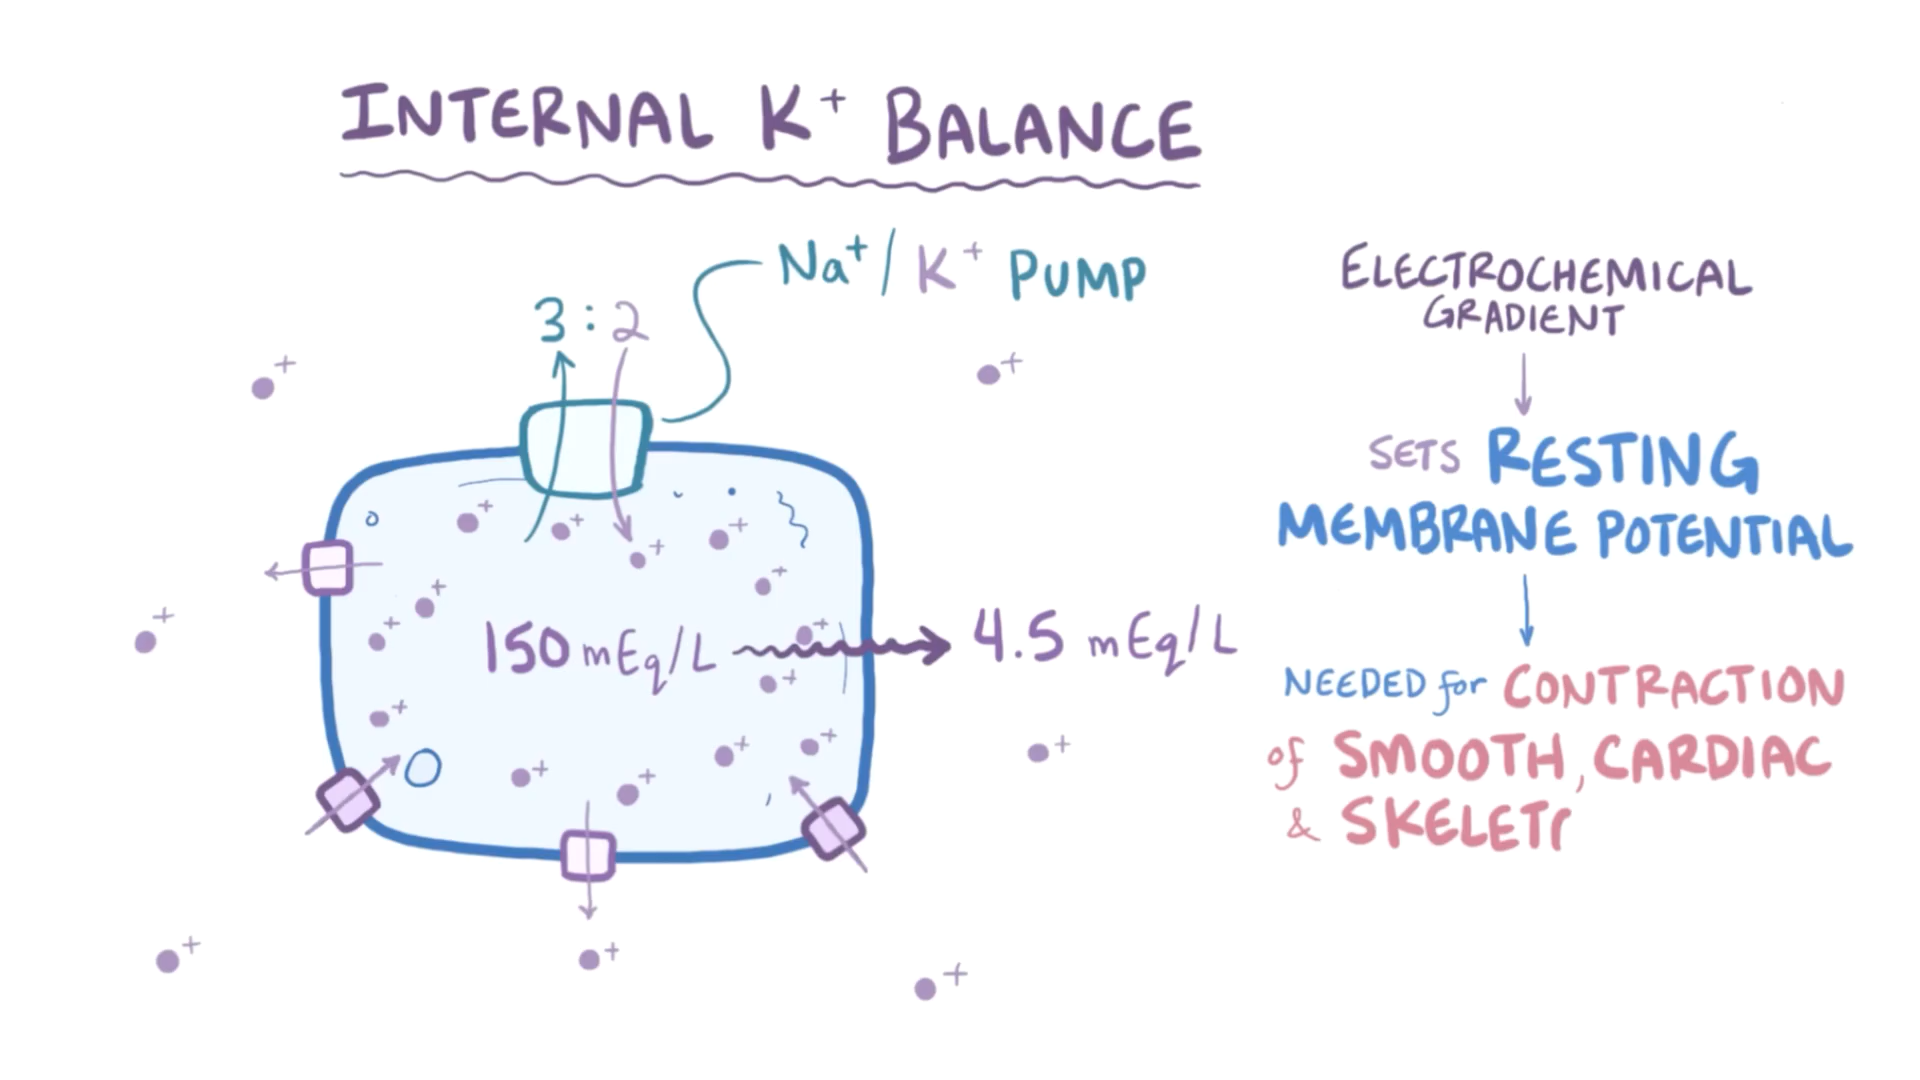 INTERNAL K+ BALANCE
Na+/K+ PUMP
3:2
150 mEq/L
4.5 mEq/L
ELECTROCHEMICAL
GRADIENT
SETS RESTING
MEMBRANE POTENTIAL
NEEDED for CONTRACTION
of SMOOTH, CARDIAC
& SKELET